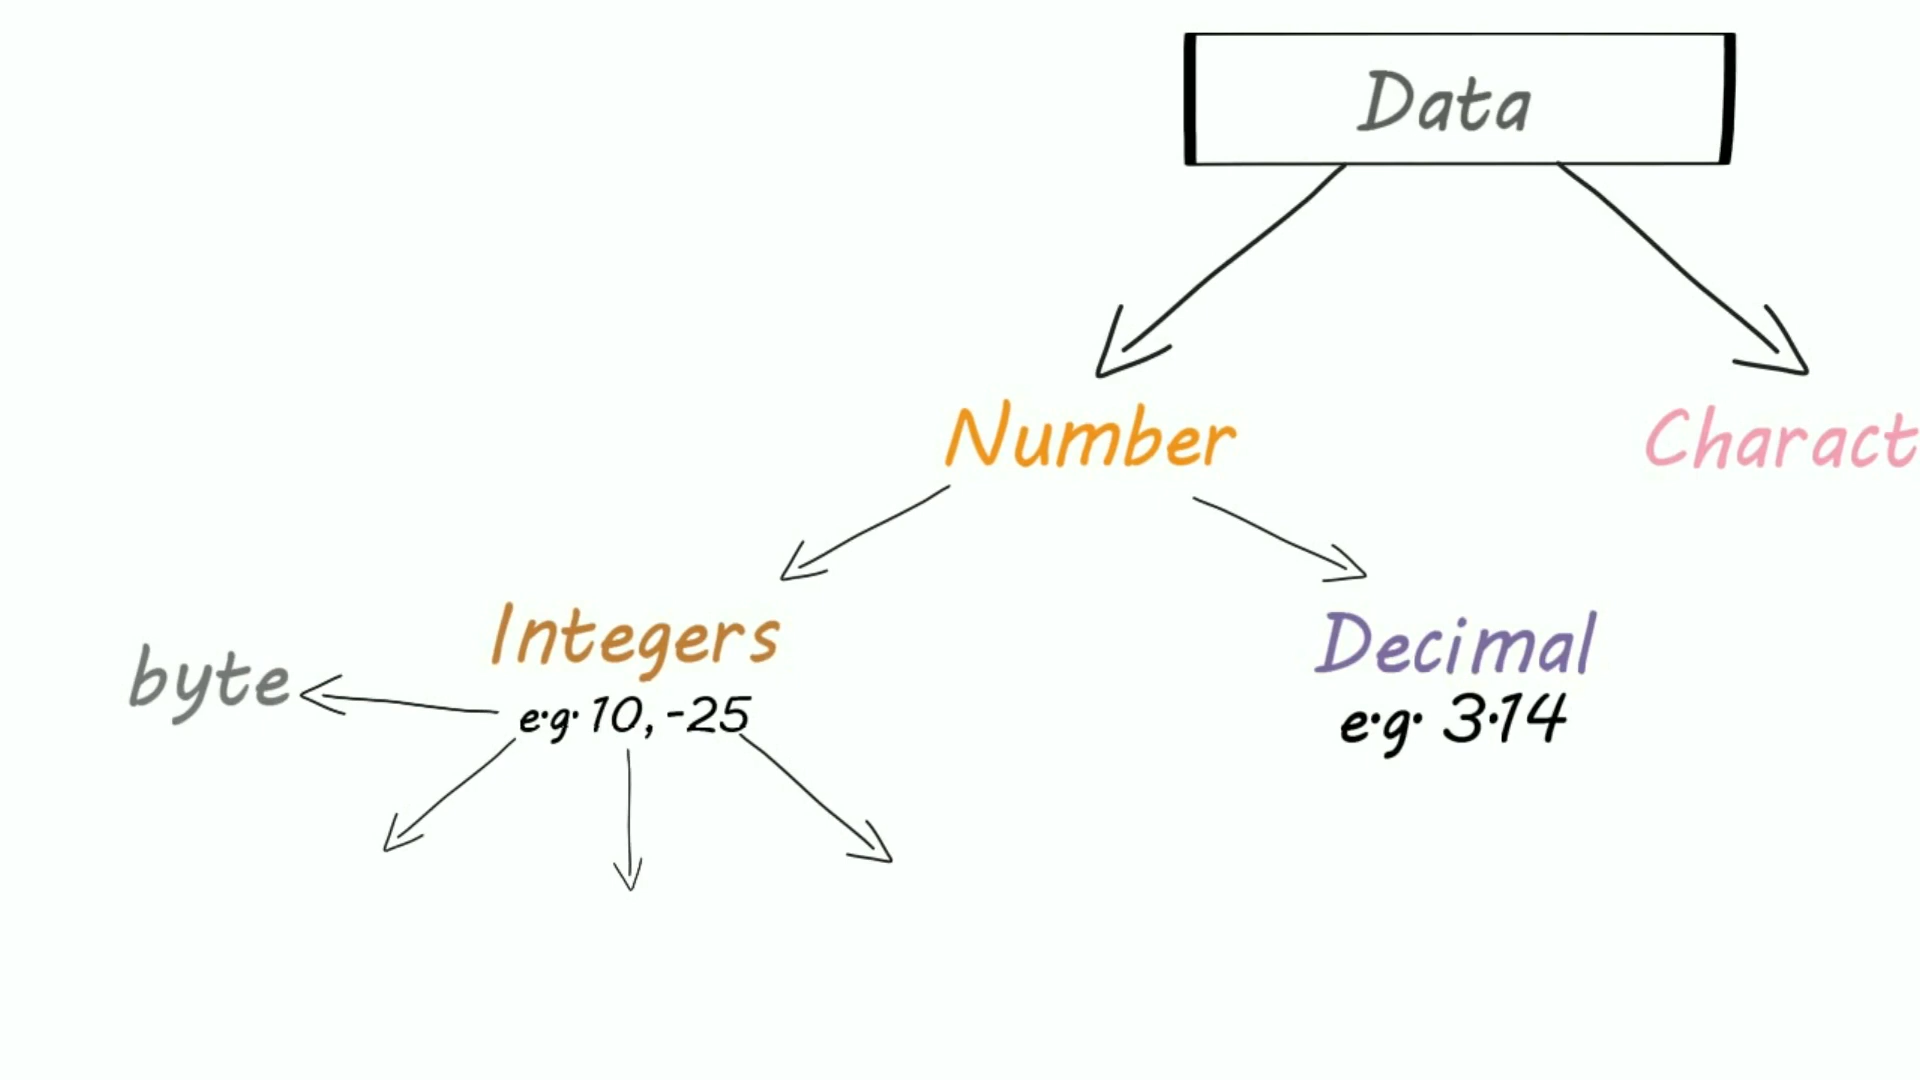 Data
Number
Charact
Integers
byte
e.g. 10, -25
Decimal
e.g. 3.14